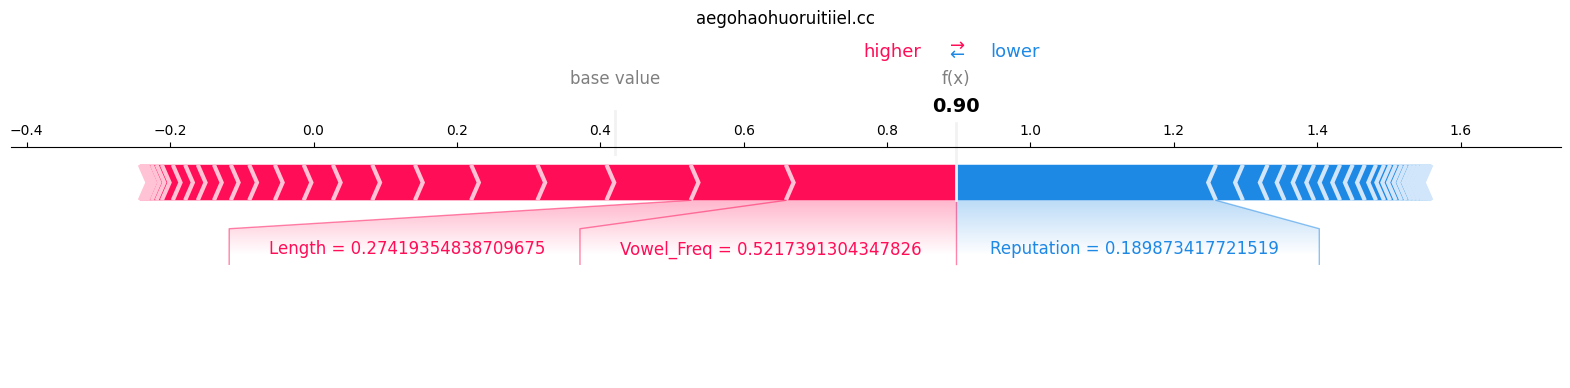 aegohaohuoruitiiel.cc
higher → ← lower
base value f(x)
0.90
−0.4 −0.2 0.0 0.2 0.4 0.6 0.8 1.0 1.2 1.4 1.6
Length = 0.27419354838709675 Vowel_Freq = 0.5217391304347826 Reputation = 0.189873417721519